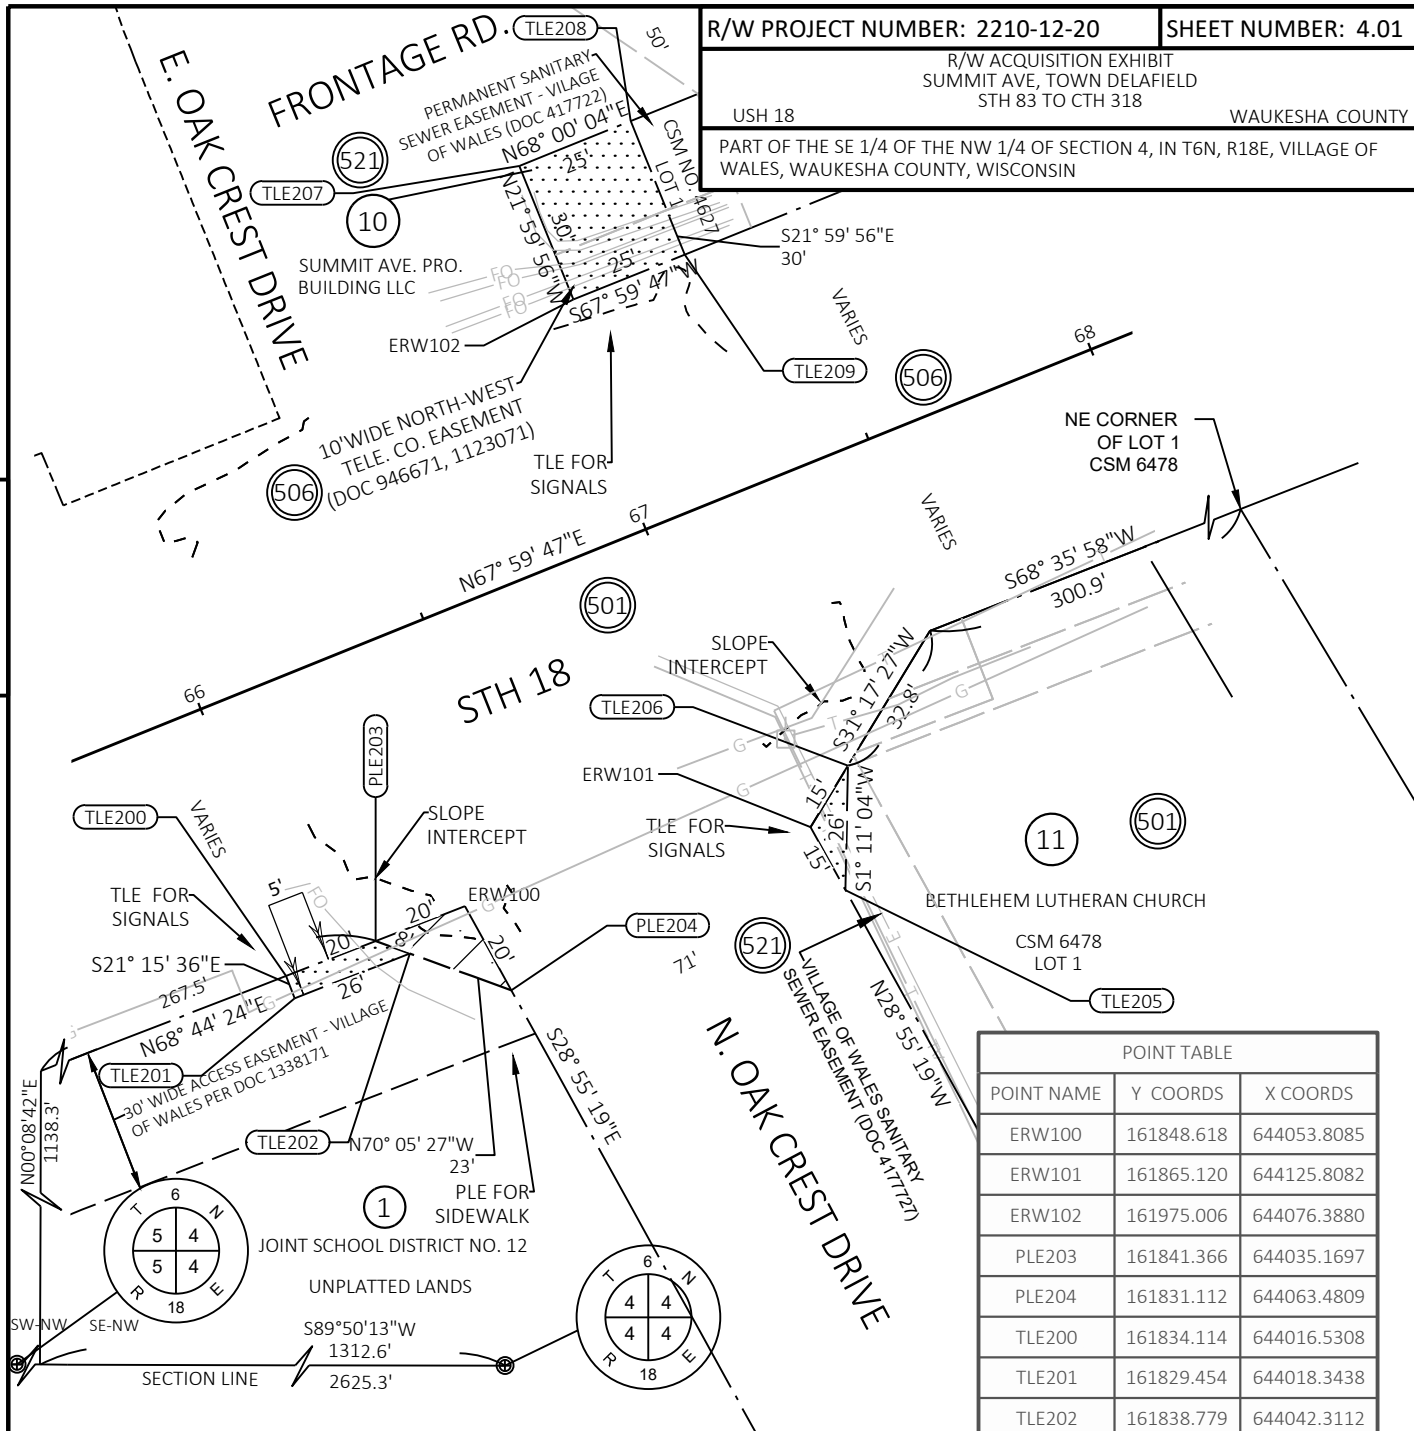 R/W PROJECT NUMBER: 2210-12-20
SHEET NUMBER: 4.01
R/W ACQUISITION EXHIBIT
SUMMIT AVE, TOWN DELAFIELD
STH 83 TO CTH 318
USH 18
WAUKESHA COUNTY
PART OF THE SE 1/4 OF THE NW 1/4 OF SECTION 4, IN T6N, R18E, VILLAGE OF
WALES, WAUKESHA COUNTY, WISCONSIN
E. OAK CREST DRIVE
FRONTAGE RD.
TLE208
50'
PERMANENT SANITARY
SEWER EASEMENT - VILAGE
OF WALES (DOC 417722)
521
N68° 00' 04"E
25'
TLE207
10
SUMMIT AVE. PRO.
BUILDING LLC
N21° 59' 56"W
30'
CSM NO. 4627
LOT 1
S21° 59' 56"E
30'
25'
S67° 59' 47"W
FO
FO
FO
FO
ERW102
TLE209
VARIES
506
68
10'WIDE NORTH-WEST
TELE. CO. EASEMENT
(DOC 946671, 1123071)
506
TLE FOR
SIGNALS
NE CORNER
OF LOT 1
CSM 6478
67
VARIES
N67° 59' 47"E
501
S68° 35' 58"W
300.9'
SLOPE
INTERCEPT
66
STH 18
TLE206
S31° 17' 27"W
32.8'
T
T
G
G
G
T
ERW101
15'
26'
15'
S1° 11' 04"W
TLE FOR
SIGNALS
11
501
BETHLEHEM LUTHERAN CHURCH
CSM 6478
LOT 1
TLE205
PLE203
SLOPE
INTERCEPT
TLE200
VARIES
TLE FOR
SIGNALS
5'
FO
ERW100
G
20'
20'
8'
20'
26'
S21° 15' 36"E
267.5'
N68° 44' 24"E
G
G
PLE204
71'
521
VILLAGE OF WALES SANITARY
SEWER EASEMENT (DOC 4177727)
E
T
N28° 55' 19"W
TLE201
30' WIDE ACCESS EASEMENT - VILLAGE
OF WALES PER DOC 1338171
N00°08'42"E
1138.3'
TLE202
N70° 05' 27"W
23'
S28° 55' 19"E
PLE FOR
SIDEWALK
N. OAK CREST DRIVE
1
JOINT SCHOOL DISTRICT NO. 12
UNPLATTED LANDS
T 6 N
5 4
5 4
R 18 E
T 6 N
4 4
4 4
R 18 E
SW-NW
SE-NW
S89°50'13"W
1312.6'
SECTION LINE
2625.3'
POINT TABLE
POINT NAME Y COORDS X COORDS
ERW100 161848.618 644053.8085
ERW101 161865.120 644125.8082
ERW102 161975.006 644076.3880
PLE203 161841.366 644035.1697
PLE204 161831.112 644063.4809
TLE200 161834.114 644016.5308
TLE201 161829.454 644018.3438
TLE202 161838.779 644042.3112